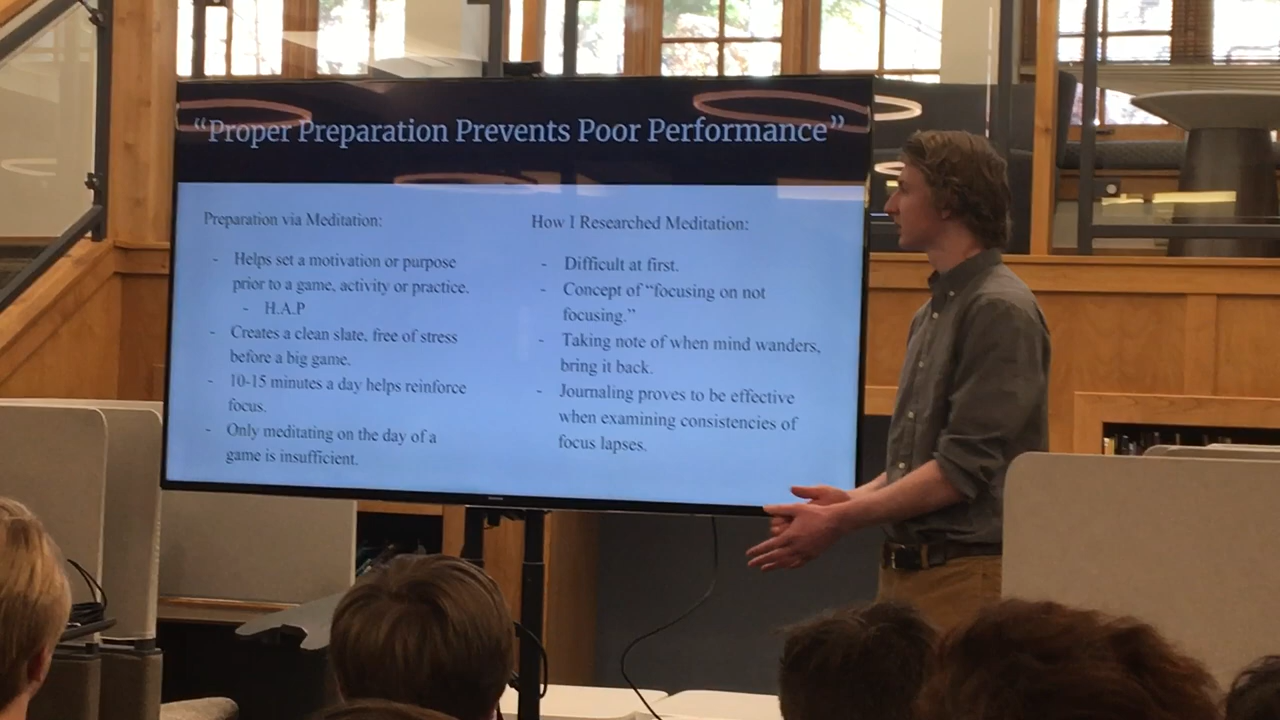 “Proper Preparation Prevents Poor Performance”
Preparation via Meditation:
- Helps set a motivation or purpose
prior to a game, activity or practice.
- H.A.P
- Creates a clean slate, free of stress
before a big game.
- 10-15 minutes a day helps reinforce
focus.
- Only meditating on the day of a
game is insufficient.
How I Researched Meditation:
- Difficult at first.
- Concept of “focusing on not
focusing.”
- Taking note of when mind wanders,
bring it back.
- Journaling proves to be effective
when examining consistencies of
focus lapses.